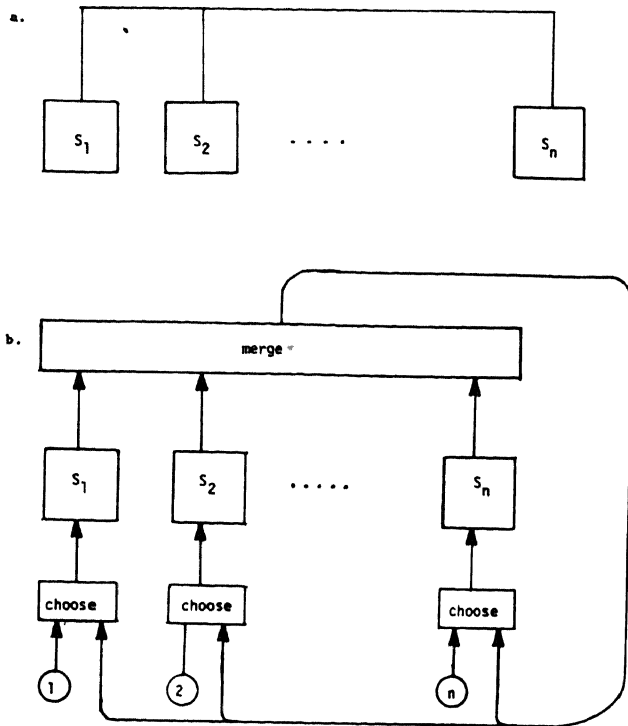 a.
S1 S2 .... Sn
b.
merge
S1 S2 ..... Sn
choose choose choose
1 2 n